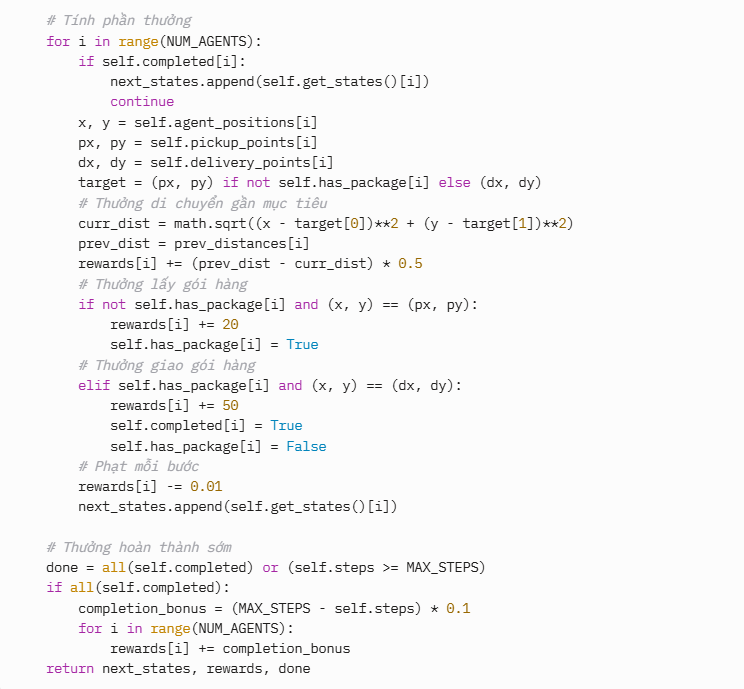 # Tính phần thưởng
for i in range(NUM_AGENTS):
    if self.completed[i]:
        next_states.append(self.get_states()[i])
        continue
    x, y = self.agent_positions[i]
    px, py = self.pickup_points[i]
    dx, dy = self.delivery_points[i]
    target = (px, py) if not self.has_package[i] else (dx, dy)
    # Thưởng di chuyển gần mục tiêu
    curr_dist = math.sqrt((x - target[0])**2 + (y - target[1])**2)
    prev_dist = prev_distances[i]
    rewards[i] += (prev_dist - curr_dist) * 0.5
    # Thưởng lấy gói hàng
    if not self.has_package[i] and (x, y) == (px, py):
        rewards[i] += 20
        self.has_package[i] = True
    # Thưởng giao gói hàng
    elif self.has_package[i] and (x, y) == (dx, dy):
        rewards[i] += 50
        self.completed[i] = True
        self.has_package[i] = False
    # Phạt mỗi bước
    rewards[i] -= 0.01
    next_states.append(self.get_states()[i])

# Thưởng hoàn thành sớm
done = all(self.completed) or (self.steps >= MAX_STEPS)
if all(self.completed):
    completion_bonus = (MAX_STEPS - self.steps) * 0.1
    for i in range(NUM_AGENTS):
        rewards[i] += completion_bonus
return next_states, rewards, done